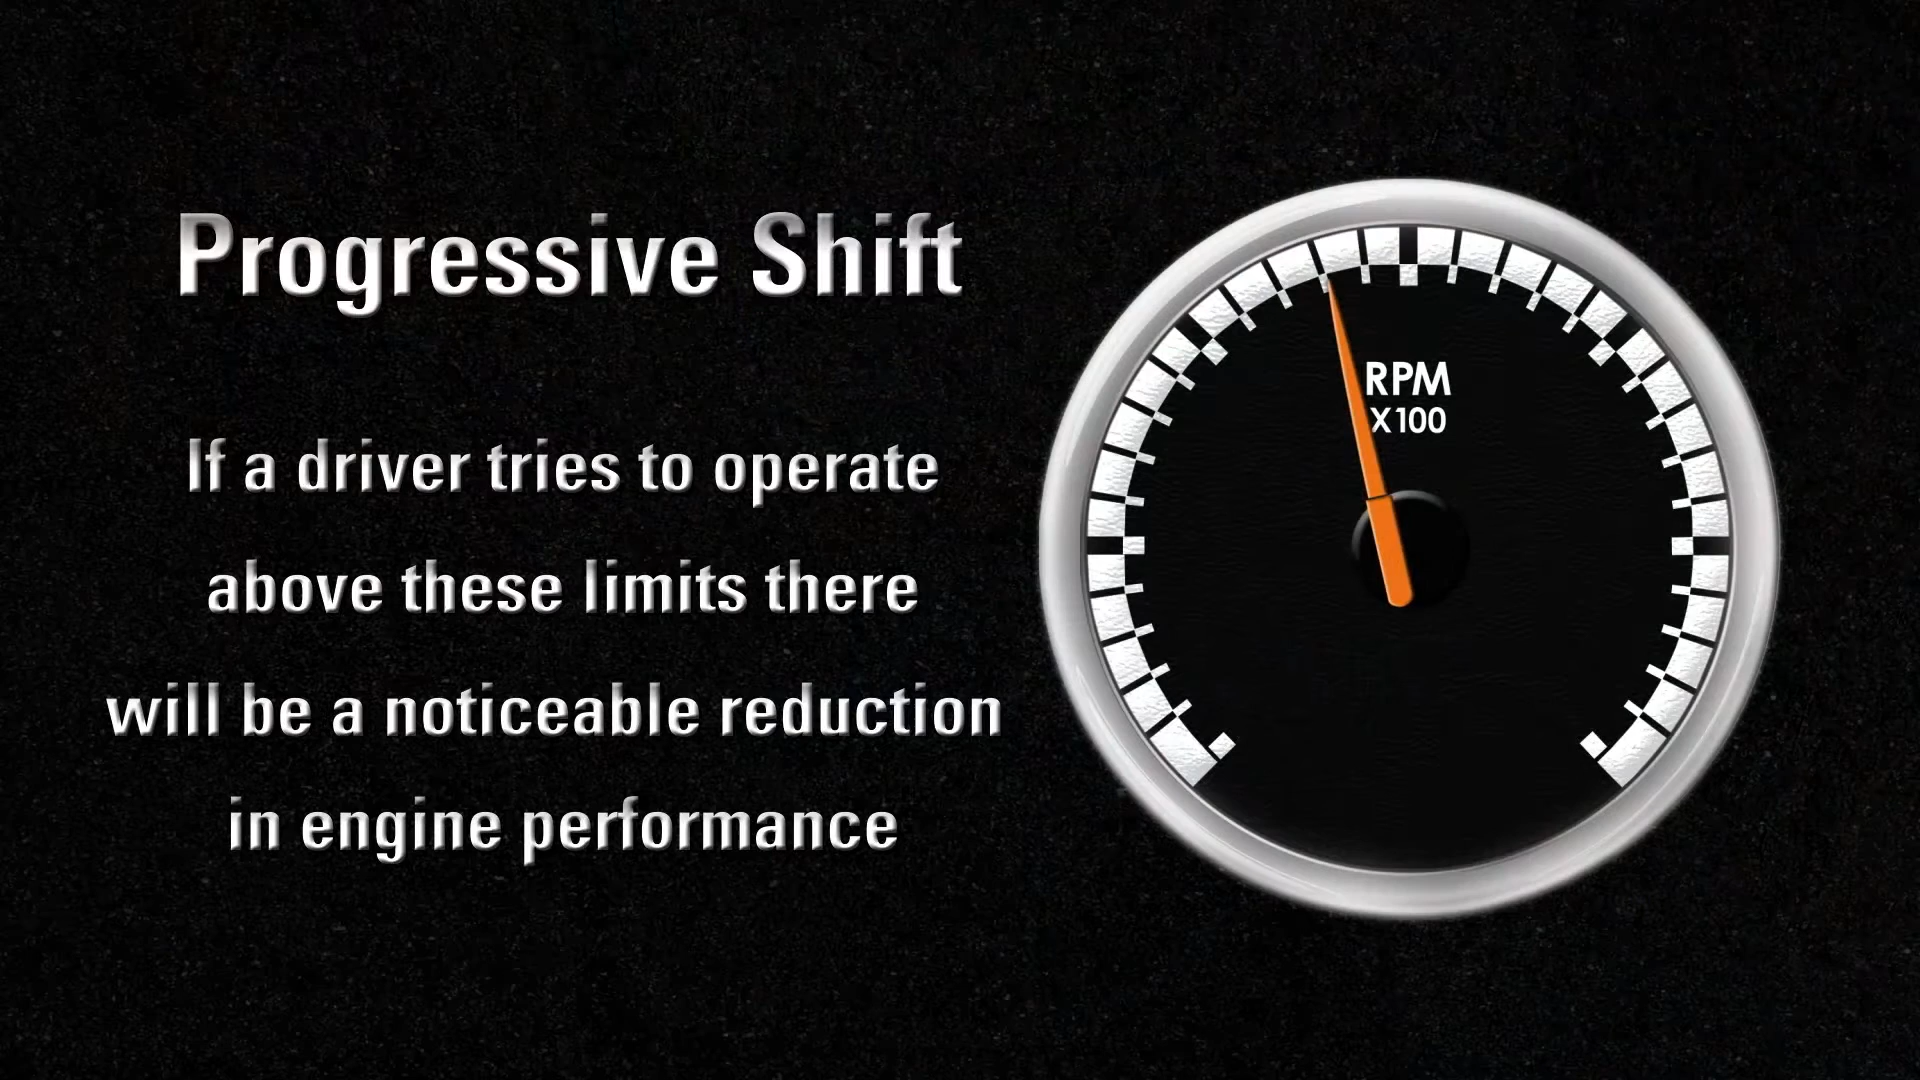 Progressive Shift
If a driver tries to operate
above these limits there
will be a noticeable reduction
in engine performance
RPM
X100